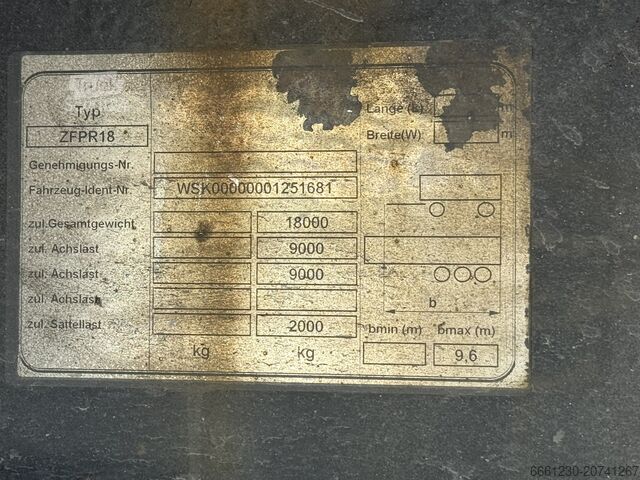 Typ
ZFPR18
Länge (L) m
Breite(W) m
Genehmigungs-Nr.
Fahrzeug-Ident-Nr. WSK00000001251681
zul.Gesamtgewicht 18000
zul. Achslast 9000
zul. Achslast 9000
zul. Achslast
zul. Sattellast 2000
kg kg
b
bmin (m) bmax (m)
9,6
6661230-20741267